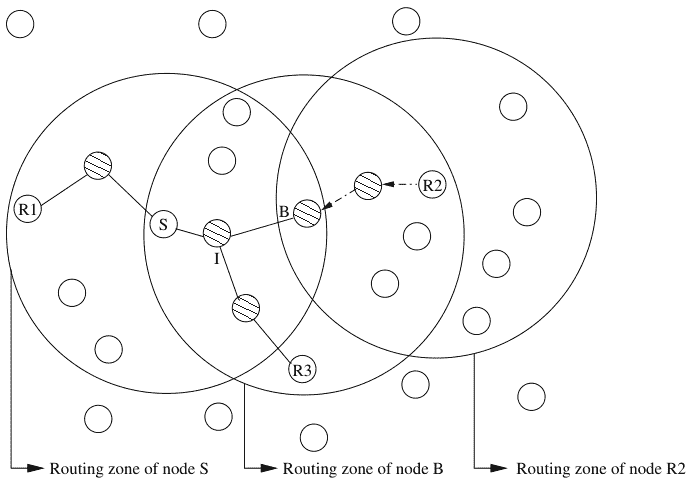 R2
R1
B
S
I
R3
Routing zone of node S
Routing zone of node B
Routing zone of node R2